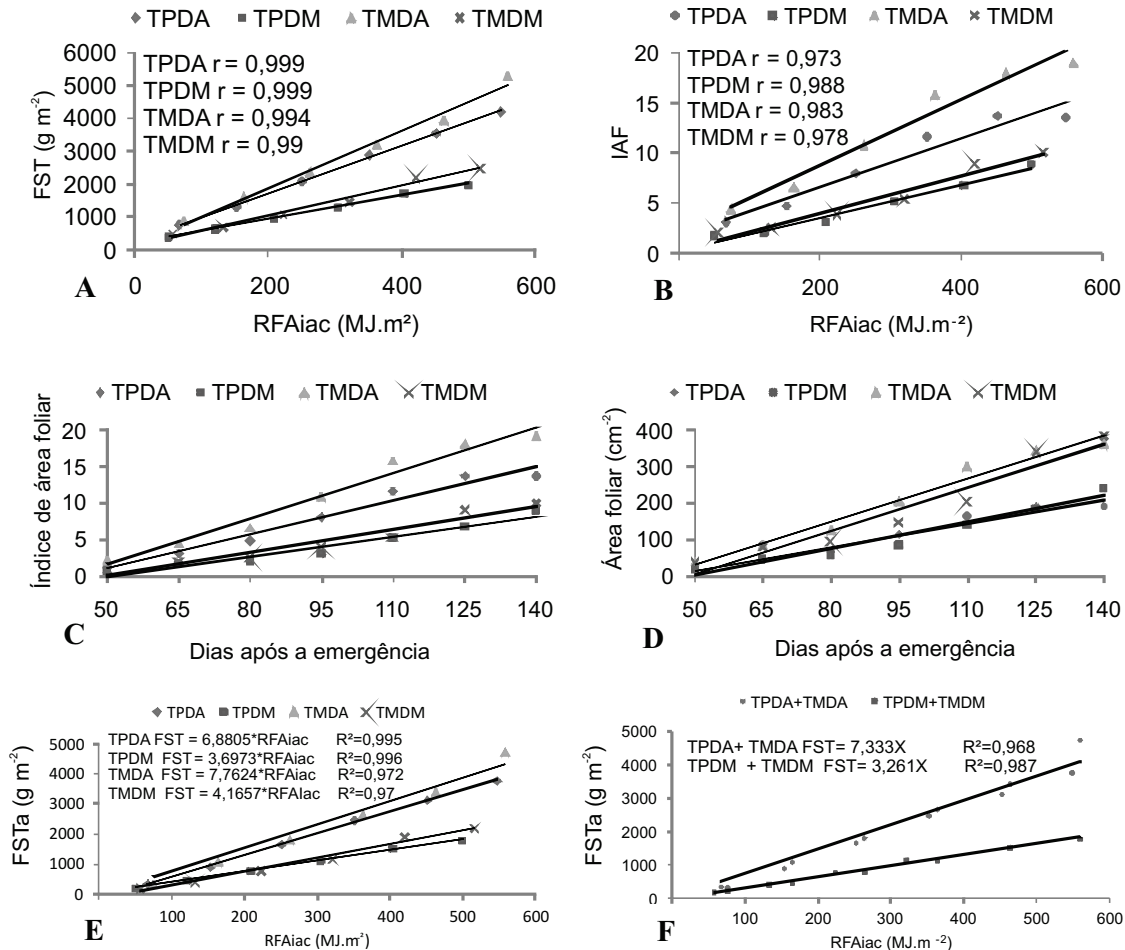 TPDA TPDM TMDA TMDM
FST (g m⁻²)
6000
5000
4000
3000
2000
1000
0
TPDA r = 0,999
TPDM r = 0,999
TMDA r = 0,994
TMDM r = 0,99
0 200 400 600
A
RFAiac (MJ.m²)
TPDA TPDM TMDA TMDM
IAF
20
15
10
5
0
TPDA r = 0,973
TPDM r = 0,988
TMDA r = 0,983
TMDM r = 0,978
200 400 600
B
RFAiac (MJ.m⁻²)
TPDA TPDM TMDA TMDM
Índice de área foliar
20
15
10
5
0
50 65 80 95 110 125 140
C
Dias após a emergência
TPDA TPDM TMDA TMDM
Área foliar (cm⁻²)
400
300
200
100
0
50 65 80 95 110 125 140
D
Dias após a emergência
TPDA TPDM TMDA TMDM
FSTa (g m⁻²)
5000
4000
3000
2000
1000
0
TPDA FST = 6,8805*RFAiac R²=0,995
TPDM FST = 3,6973*RFAiac R²=0,996
TMDA FST = 7,7624*RFAiac R²=0,972
TMDM FST = 4,1657*RFAIac R²=0,97
100 200 300 400 500 600
E
RFAiac (MJ.m²)
TPDA+TMDA TPDM+TMDM
FSTa (g m⁻²)
5000
4000
3000
2000
1000
0
TPDA+ TMDA FST= 7,333X R²=0,968
TPDM + TMDM FST= 3,261X R²=0,987
100 200 300 400 500 600
F
RFAiac (MJ.m⁻²)